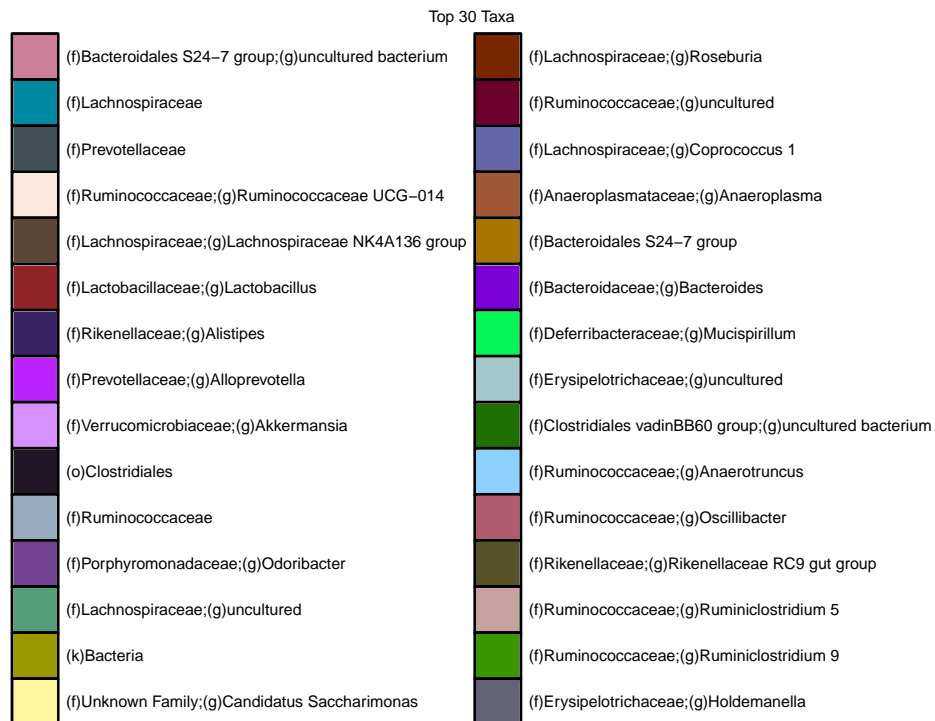 Top 30 Taxa
(f)Bacteroidales S24−7 group;(g)uncultured bacterium
(f)Lachnospiraceae
(f)Prevotellaceae
(f)Ruminococcaceae;(g)Ruminococcaceae UCG−014
(f)Lachnospiraceae;(g)Lachnospiraceae NK4A136 group
(f)Lactobacillaceae;(g)Lactobacillus
(f)Rikenellaceae;(g)Alistipes
(f)Prevotellaceae;(g)Alloprevotella
(f)Verrucomicrobiaceae;(g)Akkermansia
(o)Clostridiales
(f)Ruminococcaceae
(f)Porphyromonadaceae;(g)Odoribacter
(f)Lachnospiraceae;(g)uncultured
(k)Bacteria
(f)Unknown Family;(g)Candidatus Saccharimonas
(f)Lachnospiraceae;(g)Roseburia
(f)Ruminococcaceae;(g)uncultured
(f)Lachnospiraceae;(g)Coprococcus 1
(f)Anaeroplasmataceae;(g)Anaeroplasma
(f)Bacteroidales S24−7 group
(f)Bacteroidaceae;(g)Bacteroides
(f)Deferribacteraceae;(g)Mucispirillum
(f)Erysipelotrichaceae;(g)uncultured
(f)Clostridiales vadinBB60 group;(g)uncultured bacterium
(f)Ruminococcaceae;(g)Anaerotruncus
(f)Ruminococcaceae;(g)Oscillibacter
(f)Rikenellaceae;(g)Rikenellaceae RC9 gut group
(f)Ruminococcaceae;(g)Ruminiclostridium 5
(f)Ruminococcaceae;(g)Ruminiclostridium 9
(f)Erysipelotrichaceae;(g)Holdemanella